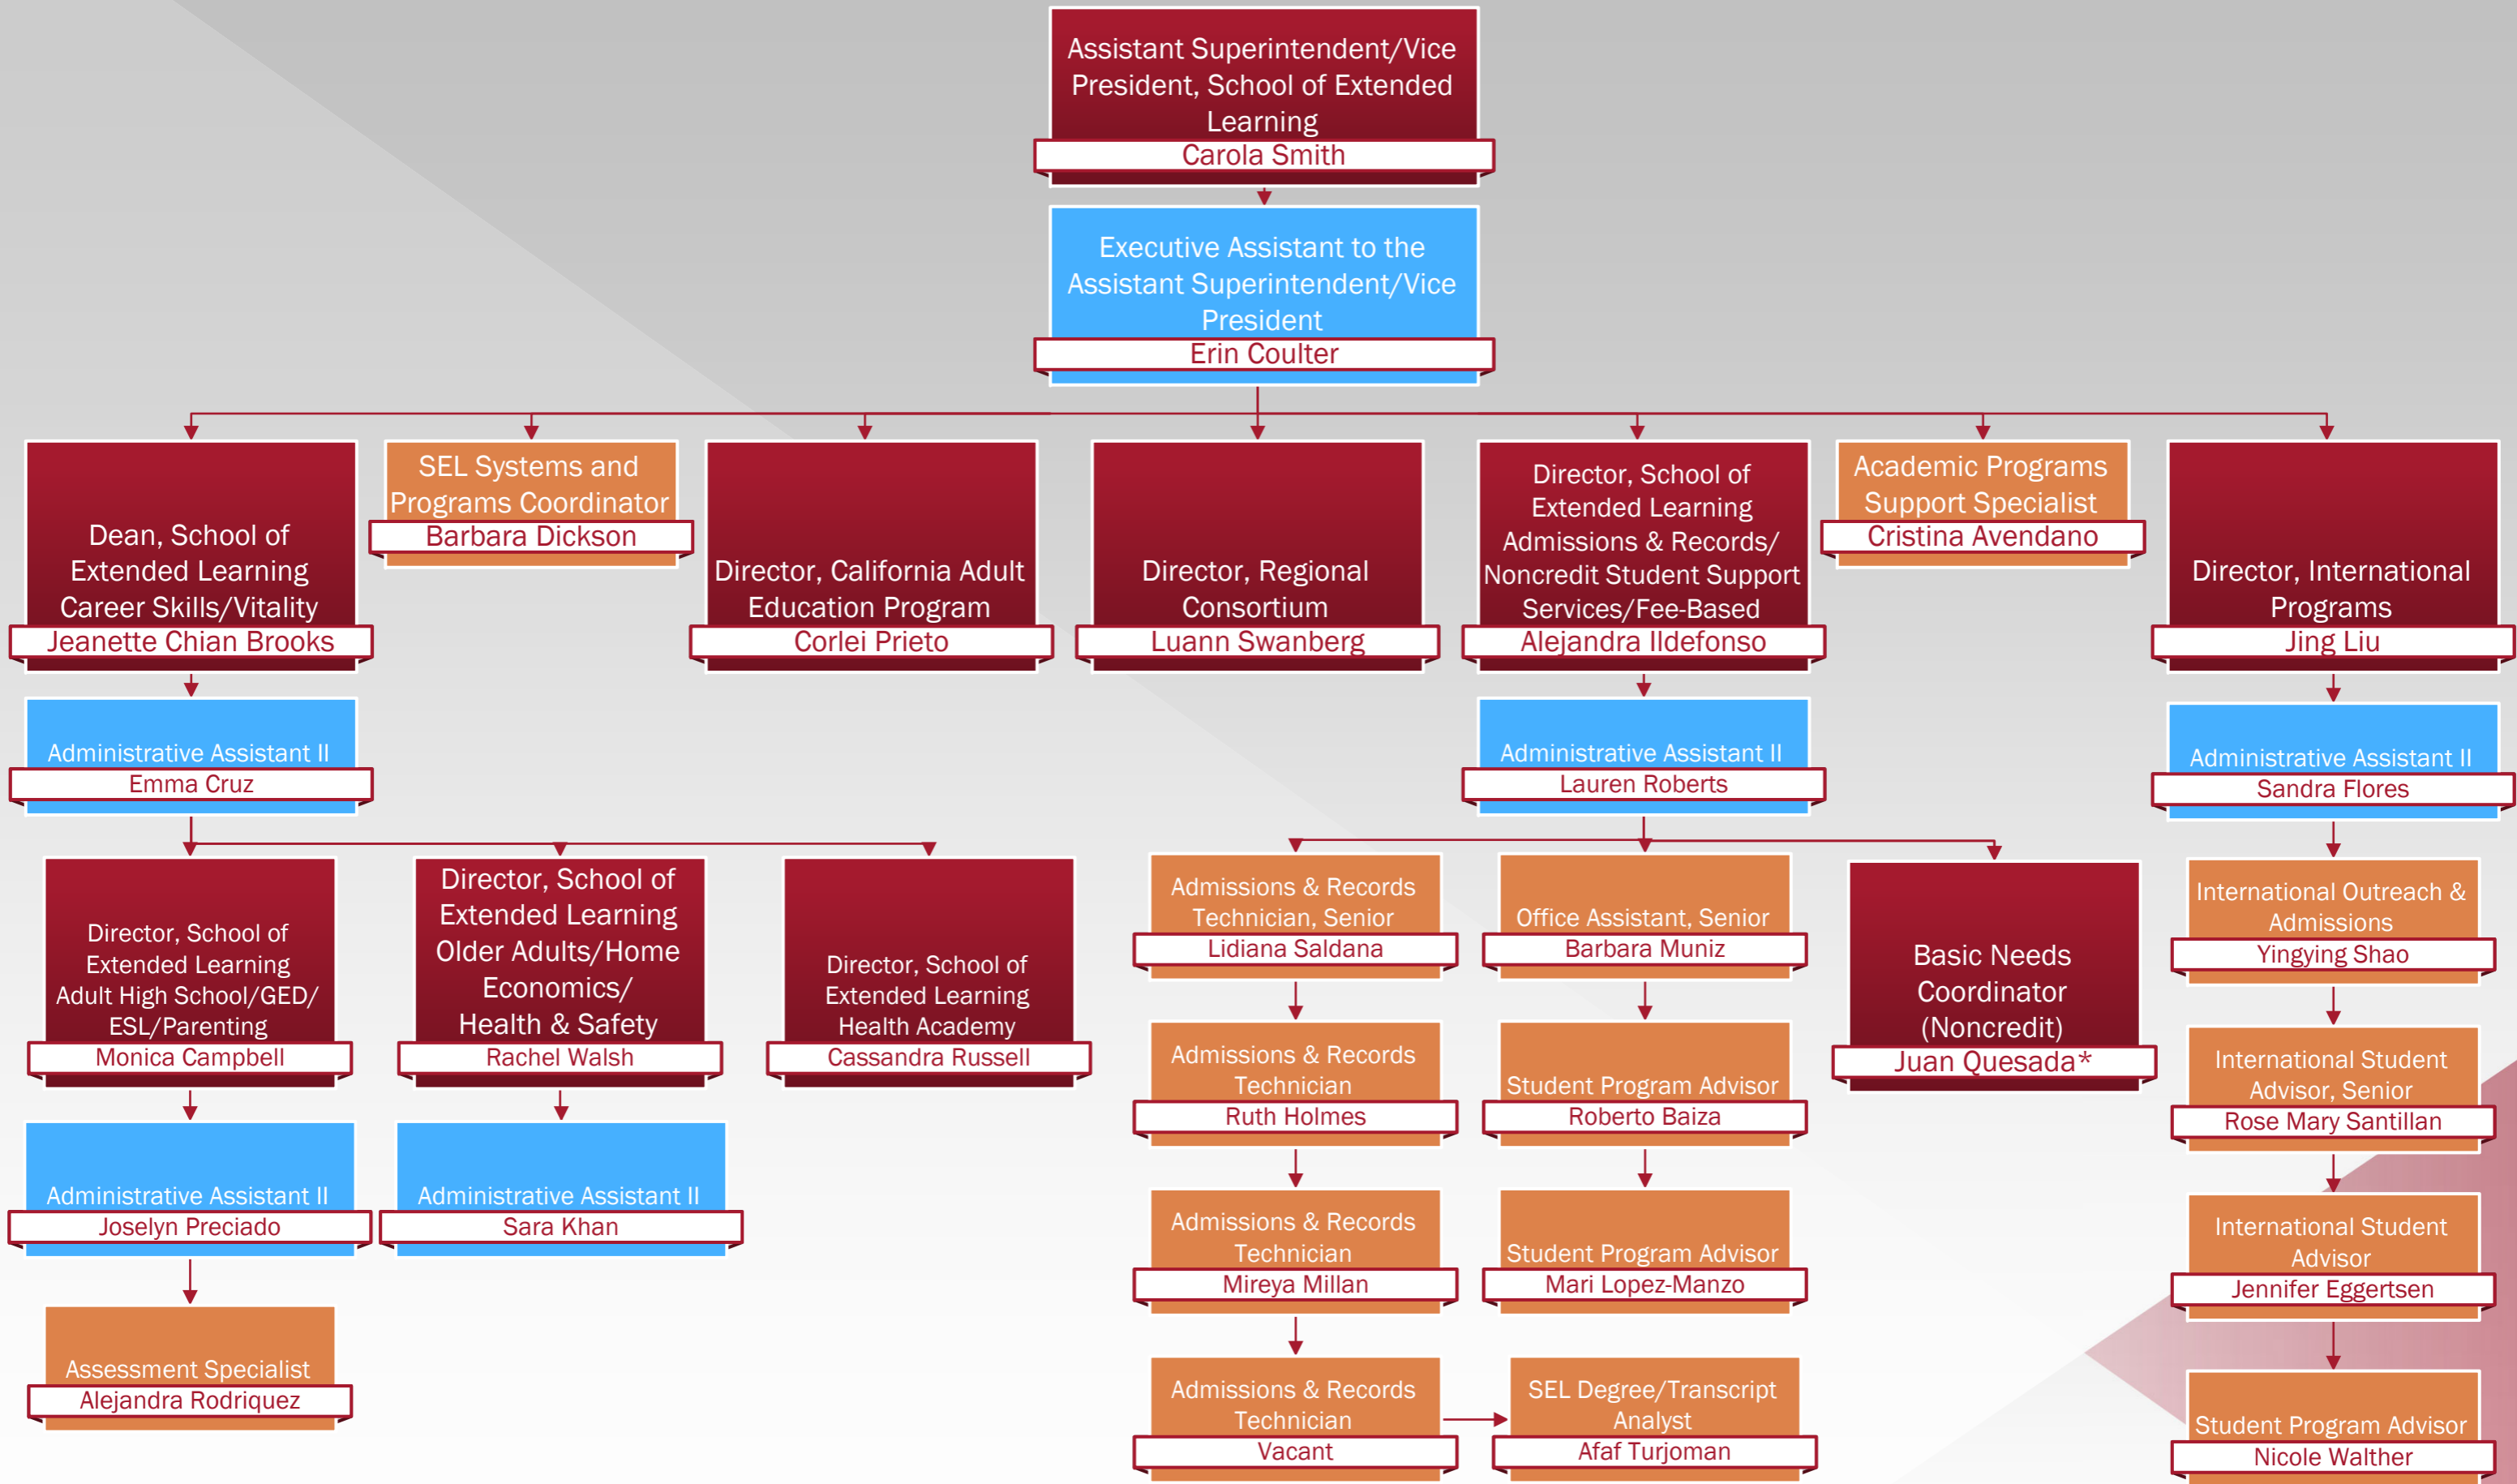 Assistant Superintendent/Vice
President, School of Extended
Learning
Carola Smith
Executive Assistant to the
Assistant Superintendent/Vice
President
Erin Coulter
Dean, School of
Extended Learning
Career Skills/Vitality
Jeanette Chian Brooks
SEL Systems and
Programs Coordinator
Barbara Dickson
Director, California Adult
Education Program
Corlei Prieto
Director, Regional
Consortium
Luann Swanberg
Director, School of
Extended Learning
Admissions & Records/
Noncredit Student Support
Services/Fee-Based
Alejandra Ildefonso
Academic Programs
Support Specialist
Cristina Avendano
Director, International
Programs
Jing Liu
Administrative Assistant II
Emma Cruz
Administrative Assistant II
Lauren Roberts
Administrative Assistant II
Sandra Flores
Director, School of
Extended Learning
Adult High School/GED/
ESL/Parenting
Monica Campbell
Director, School of
Extended Learning
Older Adults/Home
Economics/
Health & Safety
Rachel Walsh
Director, School of
Extended Learning
Health Academy
Cassandra Russell
Admissions & Records
Technician, Senior
Lidiana Saldana
Office Assistant, Senior
Barbara Muniz
Basic Needs
Coordinator
(Noncredit)
Juan Quesada*
International Outreach &
Admissions
Yingying Shao
Admissions & Records
Technician
Ruth Holmes
Student Program Advisor
Roberto Baiza
International Student
Advisor, Senior
Rose Mary Santillan
Administrative Assistant II
Joselyn Preciado
Administrative Assistant II
Sara Khan
Admissions & Records
Technician
Mireya Millan
Student Program Advisor
Mari Lopez-Manzo
International Student
Advisor
Jennifer Eggertsen
Assessment Specialist
Alejandra Rodriquez
Admissions & Records
Technician
Vacant
SEL Degree/Transcript
Analyst
Afaf Turjoman
Student Program Advisor
Nicole Walther